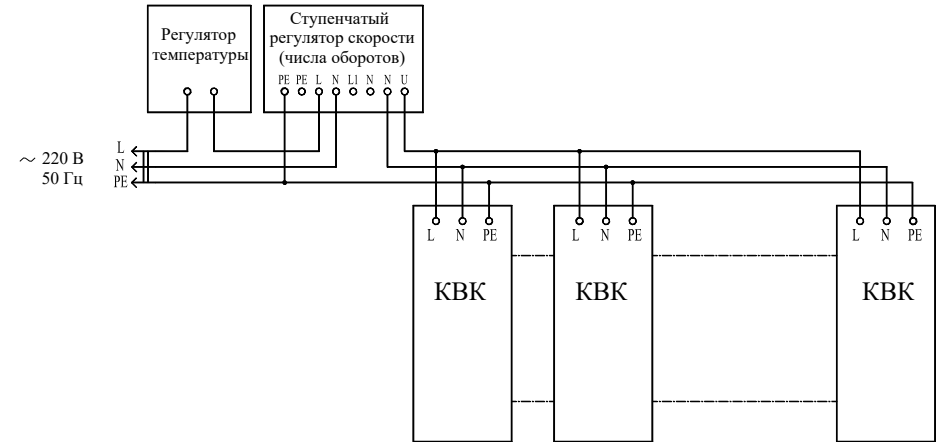 Регулятор
температуры
Ступенчатый
регулятор скорости
(числа оборотов)
PE PE L N LI N N U
～ 220 В
50 Гц
L
N
PE
L N PE
КВК
L N PE
КВК
L N PE
КВК